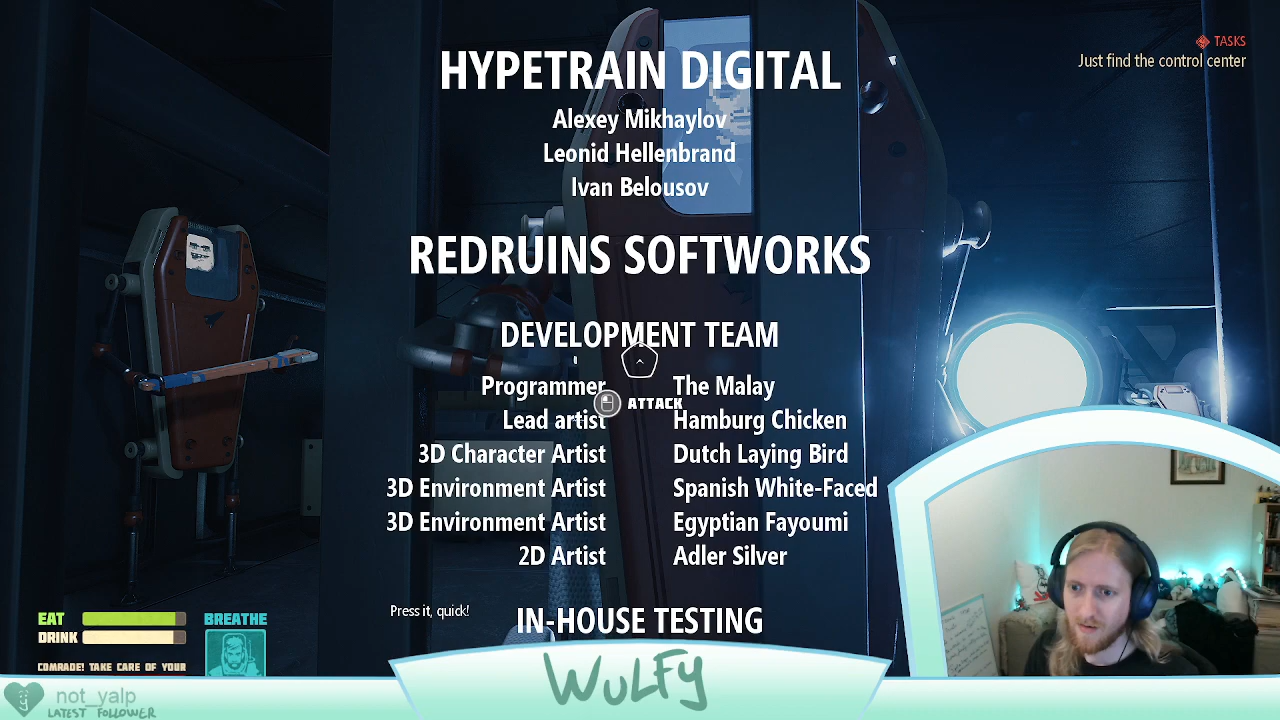 HYPETRAIN DIGITAL
Alexey Mikhaylov
Leonid Hellenbrand
Ivan Belousov
TASKS
Just find the control center
REDRUINS SOFTWORKS
DEVELOPMENT TEAM
Programmer The Malay
ATTACK
Lead artist Hamburg Chicken
3D Character Artist Dutch Laying Bird
3D Environment Artist Spanish White-Faced
3D Environment Artist Egyptian Fayoumi
2D Artist Adler Silver
Press it, quick!
IN-HOUSE TESTING
EAT
DRINK
BREATHE
COMRADE! TAKE CARE OF YOUR
WULFY
not_yalp
LATEST FOLLOWER